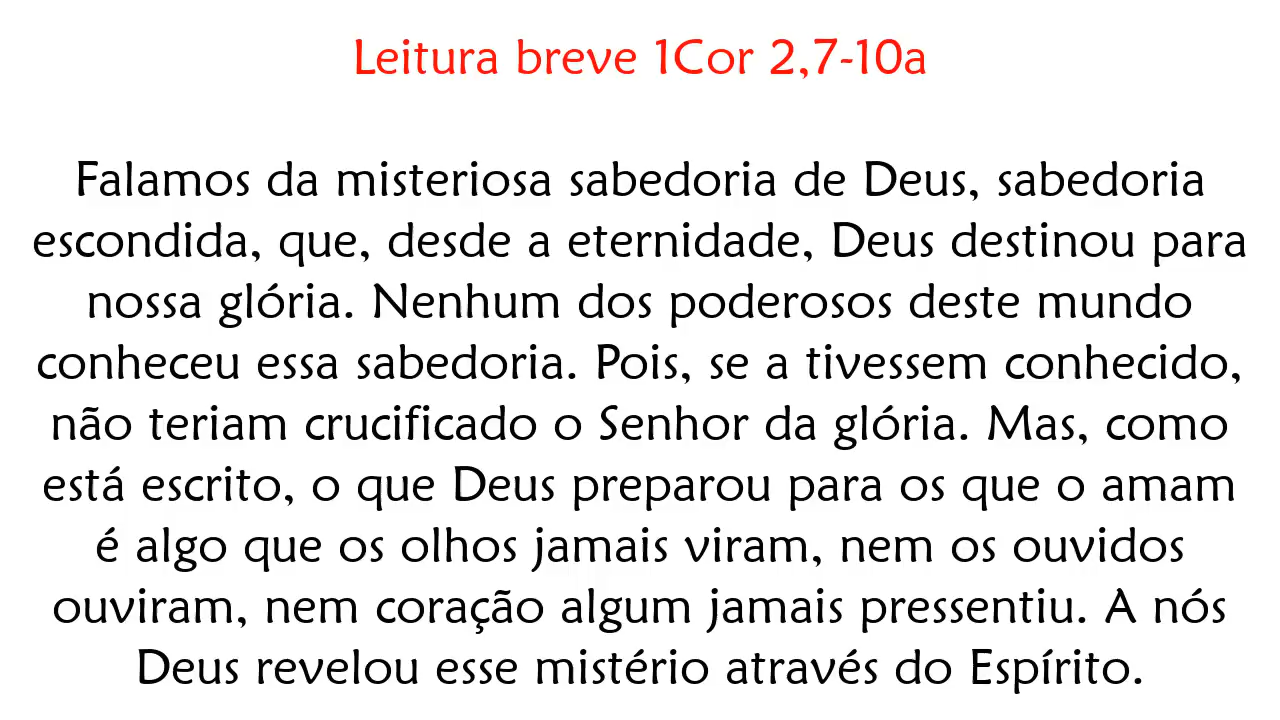 Leitura breve 1Cor 2,7-10a
Falamos da misteriosa sabedoria de Deus, sabedoria
escondida, que, desde a eternidade, Deus destinou para
nossa glória. Nenhum dos poderosos deste mundo
conheceu essa sabedoria. Pois, se a tivessem conhecido,
não teriam crucificado o Senhor da glória. Mas, como
está escrito, o que Deus preparou para os que o amam
é algo que os olhos jamais viram, nem os ouvidos
ouviram, nem coração algum jamais pressentiu. A nós
Deus revelou esse mistério através do Espírito.